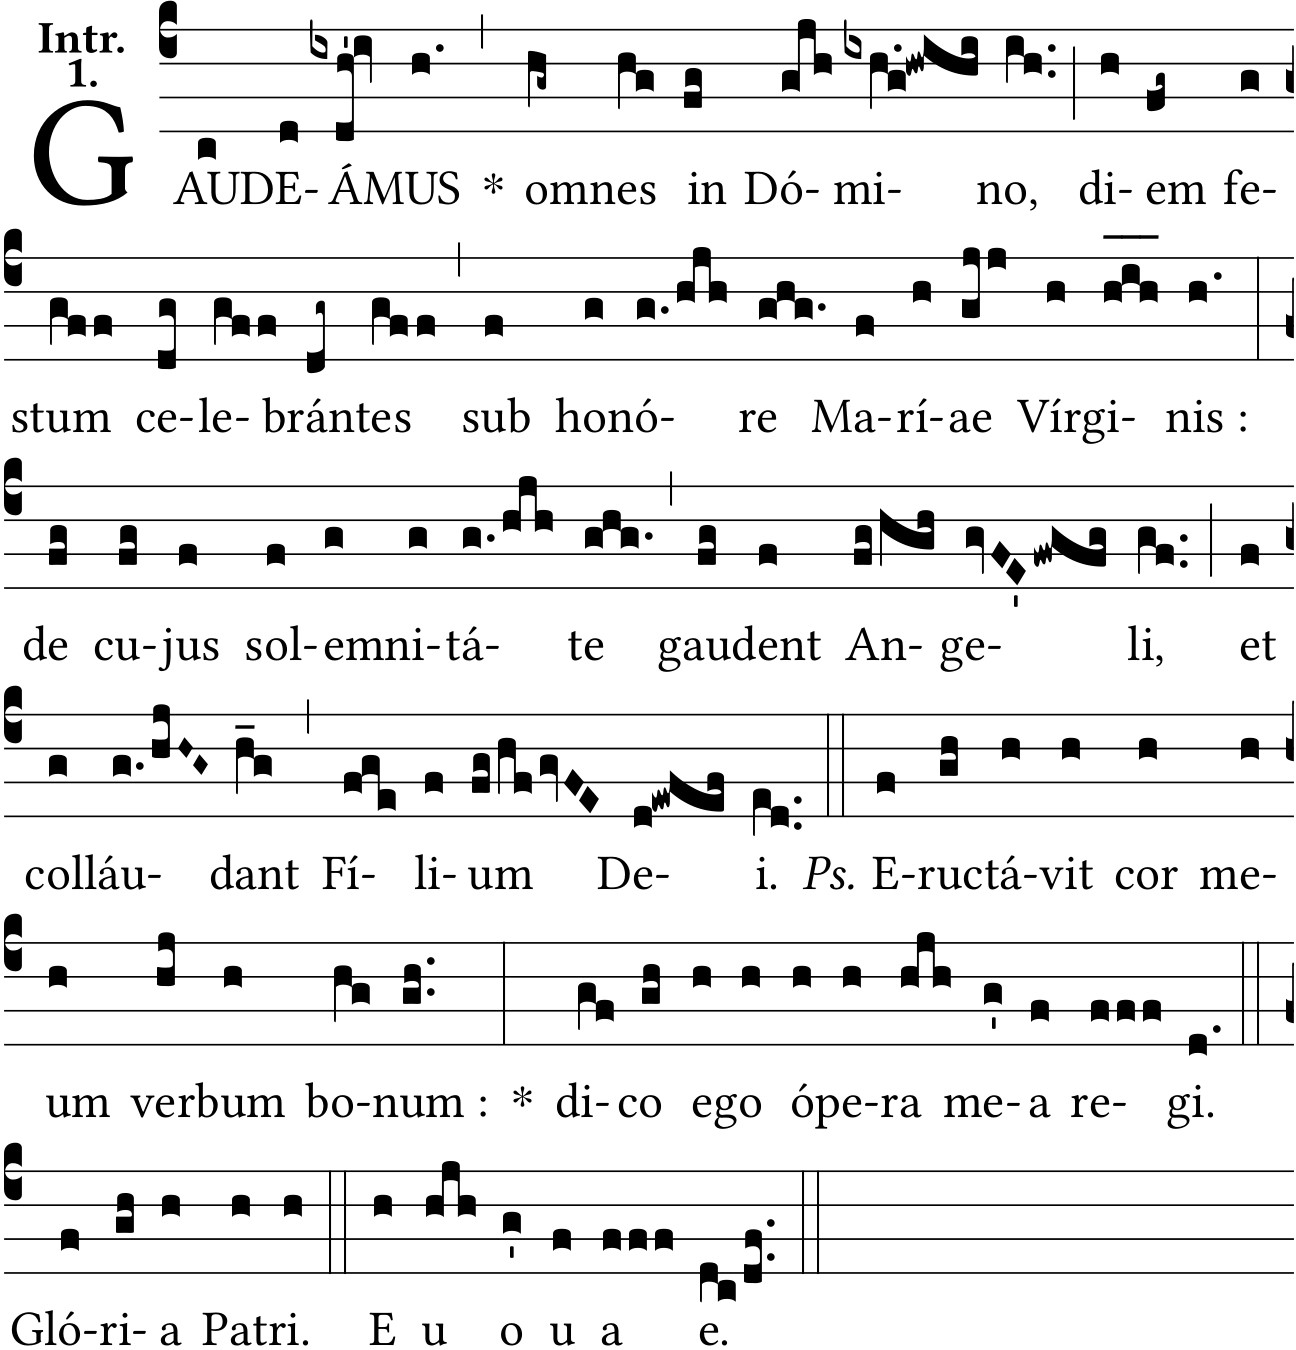 Intr.
1.
GAUDE-ÁMUS * omnes in Dó- mi- no, di- em fe-
stum ce-le- brántes sub honó- re Ma-rí-ae Vírgi- nis :
de cu-jus sol-emni-tá- te gaudent An- ge- li, et
colláu- dant Fí- li- um De- i. Ps. E-ructá-vit cor me-
um verbum bo-num : * di-co ego ópe-ra me-a re- gi.
Gló-ri- a Patri. E u o u a e.